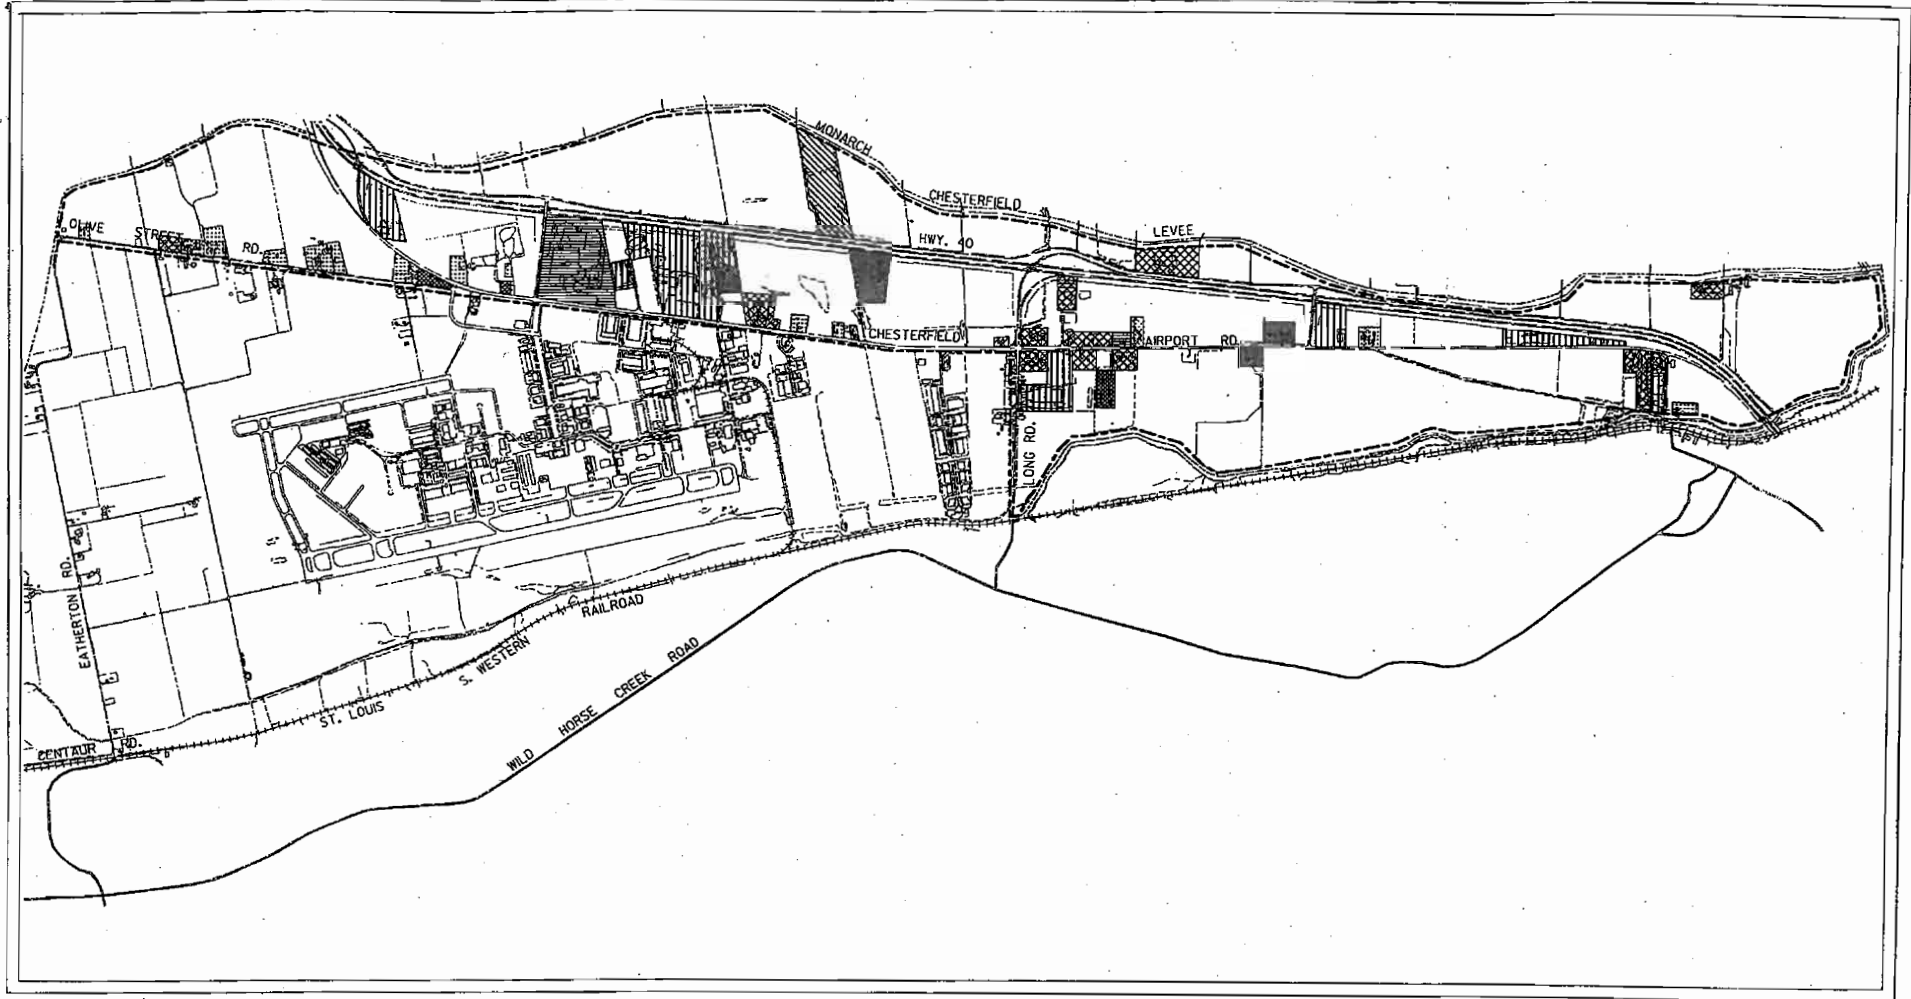 MONARCH
CHESTERFIELD
LEVEE
OLIVE STREET RD.
HWY. 40
CHESTERFIELD AIRPORT RD.
LONG RD.
EATHERTON RD.
RAILROAD
S. WESTERN
ST. LOUIS
WILD HORSE CREEK ROAD
CENTAUR RD.